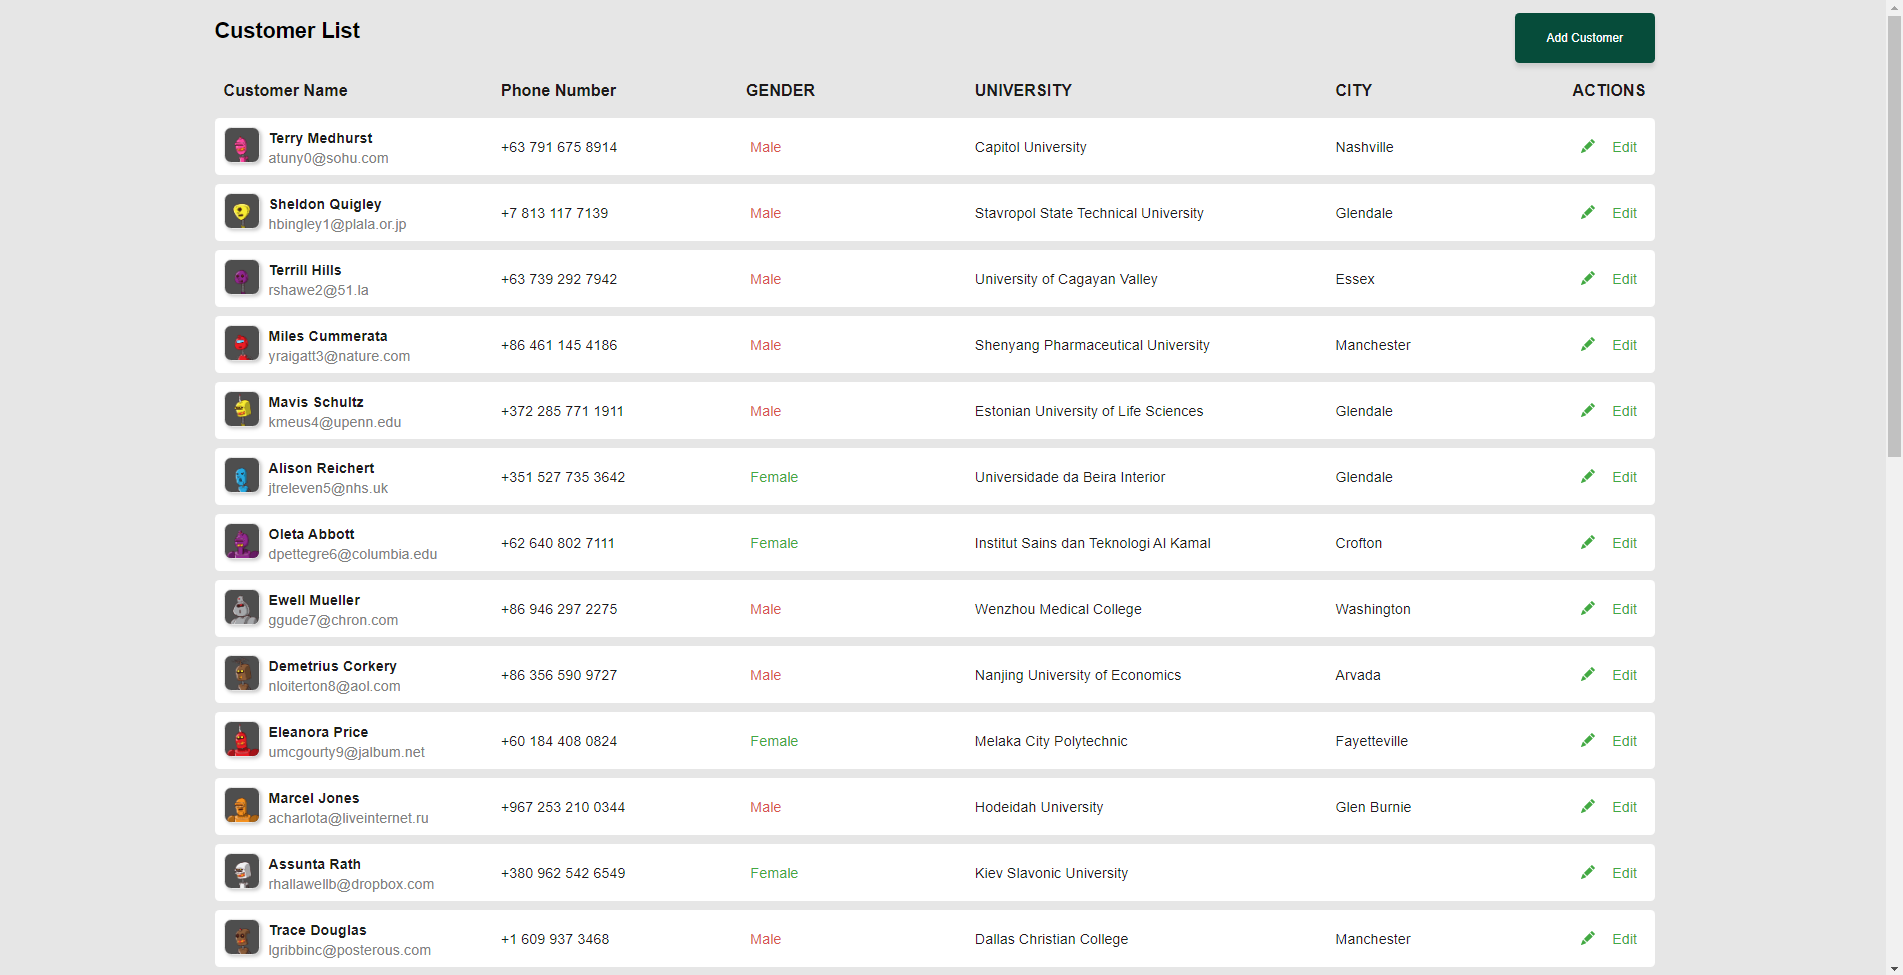 Customer List
Add Customer
Customer Name Phone Number GENDER UNIVERSITY CITY ACTIONS
Terry Medhurst
atuny0@sohu.com
+63 791 675 8914 Male Capitol University Nashville Edit
Sheldon Quigley
hbingley1@plala.or.jp
+7 813 117 7139 Male Stavropol State Technical University Glendale Edit
Terrill Hills
rshawe2@51.la
+63 739 292 7942 Male University of Cagayan Valley Essex Edit
Miles Cummerata
yraigatt3@nature.com
+86 461 145 4186 Male Shenyang Pharmaceutical University Manchester Edit
Mavis Schultz
kmeus4@upenn.edu
+372 285 771 1911 Male Estonian University of Life Sciences Glendale Edit
Alison Reichert
jtreleven5@nhs.uk
+351 527 735 3642 Female Universidade da Beira Interior Glendale Edit
Oleta Abbott
dpettegre6@columbia.edu
+62 640 802 7111 Female Institut Sains dan Teknologi Al Kamal Crofton Edit
Ewell Mueller
ggude7@chron.com
+86 946 297 2275 Male Wenzhou Medical College Washington Edit
Demetrius Corkery
nloiterton8@aol.com
+86 356 590 9727 Male Nanjing University of Economics Arvada Edit
Eleanora Price
umcgourty9@jalbum.net
+60 184 408 0824 Female Melaka City Polytechnic Fayetteville Edit
Marcel Jones
acharlota@liveinternet.ru
+967 253 210 0344 Male Hodeidah University Glen Burnie Edit
Assunta Rath
rhallawellb@dropbox.com
+380 962 542 6549 Female Kiev Slavonic University Edit
Trace Douglas
lgribbinc@posterous.com
+1 609 937 3468 Male Dallas Christian College Manchester Edit